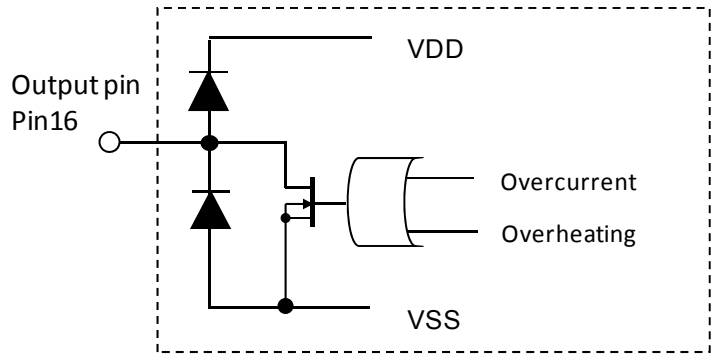 VDD
Output pin
Pin16
Overcurrent
Overheating
VSS